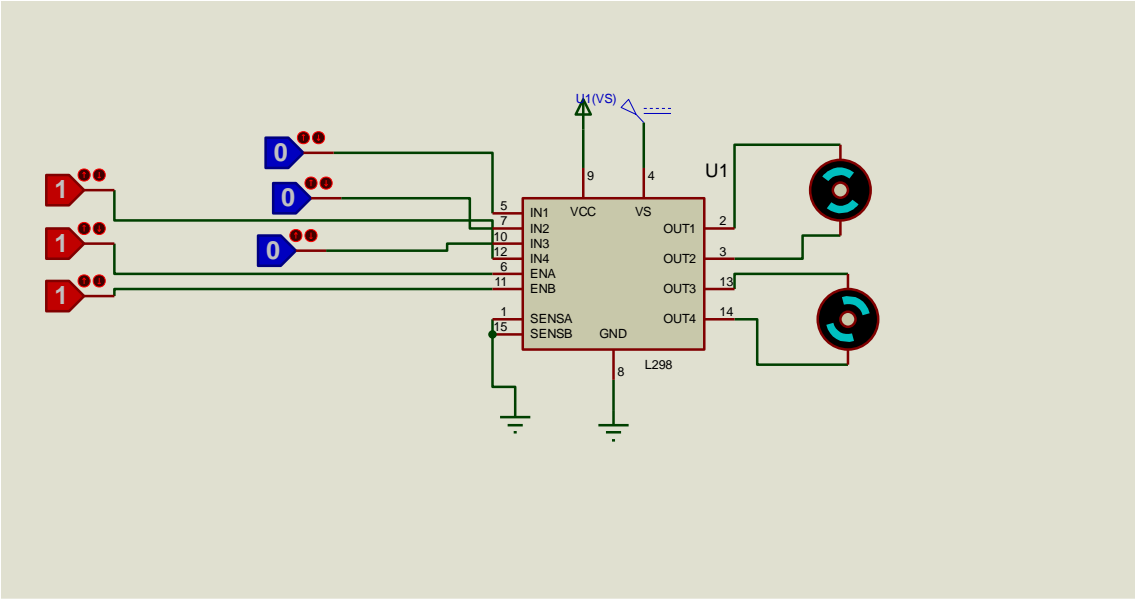 U1(VS)
0
1
0
1
0
1
U1
9
4
VCC
VS
5
IN1
7
IN2
10
IN3
12
IN4
6
ENA
11
ENB
1
SENSA
15
SENSB
GND
8
OUT1
2
OUT2
3
OUT3
13
OUT4
14
L298